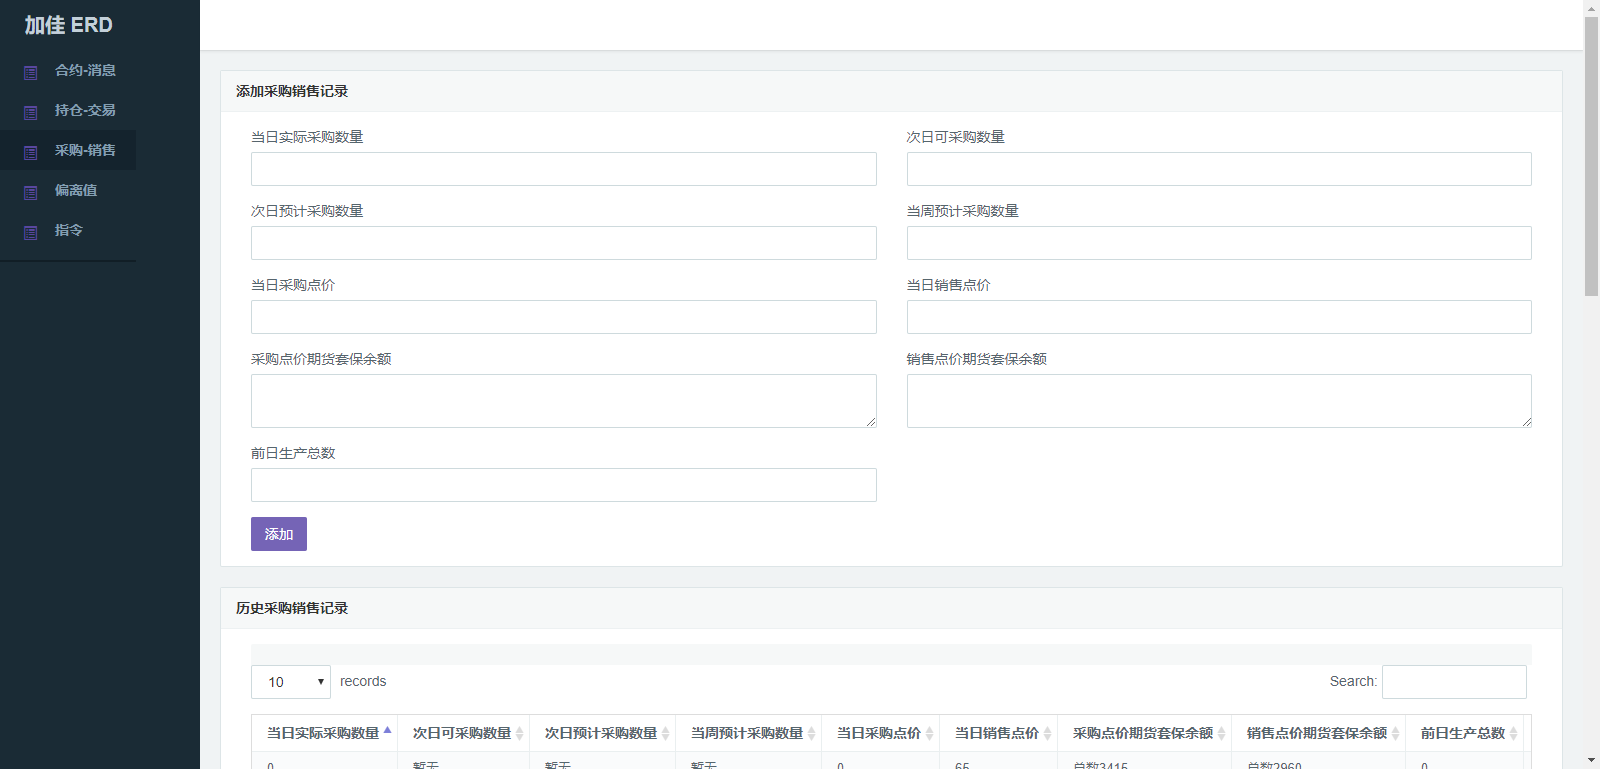 加佳 ERD
合约-消息
持仓-交易
采购-销售
偏离值
指令
添加采购销售记录
当日实际采购数量 次日可采购数量
次日预计采购数量 当周预计采购数量
当日采购点价 当日销售点价
采购点价期货套保余额 销售点价期货套保余额
前日生产总数
添加
历史采购销售记录
10 records Search:
当日实际采购数量 次日可采购数量 次日预计采购数量 当周预计采购数量 当日采购点价 当日销售点价 采购点价期货套保余额 销售点价期货套保余额 前日生产总数
0 暂无 暂无 暂无 0 65 总数3415 总数2960 0